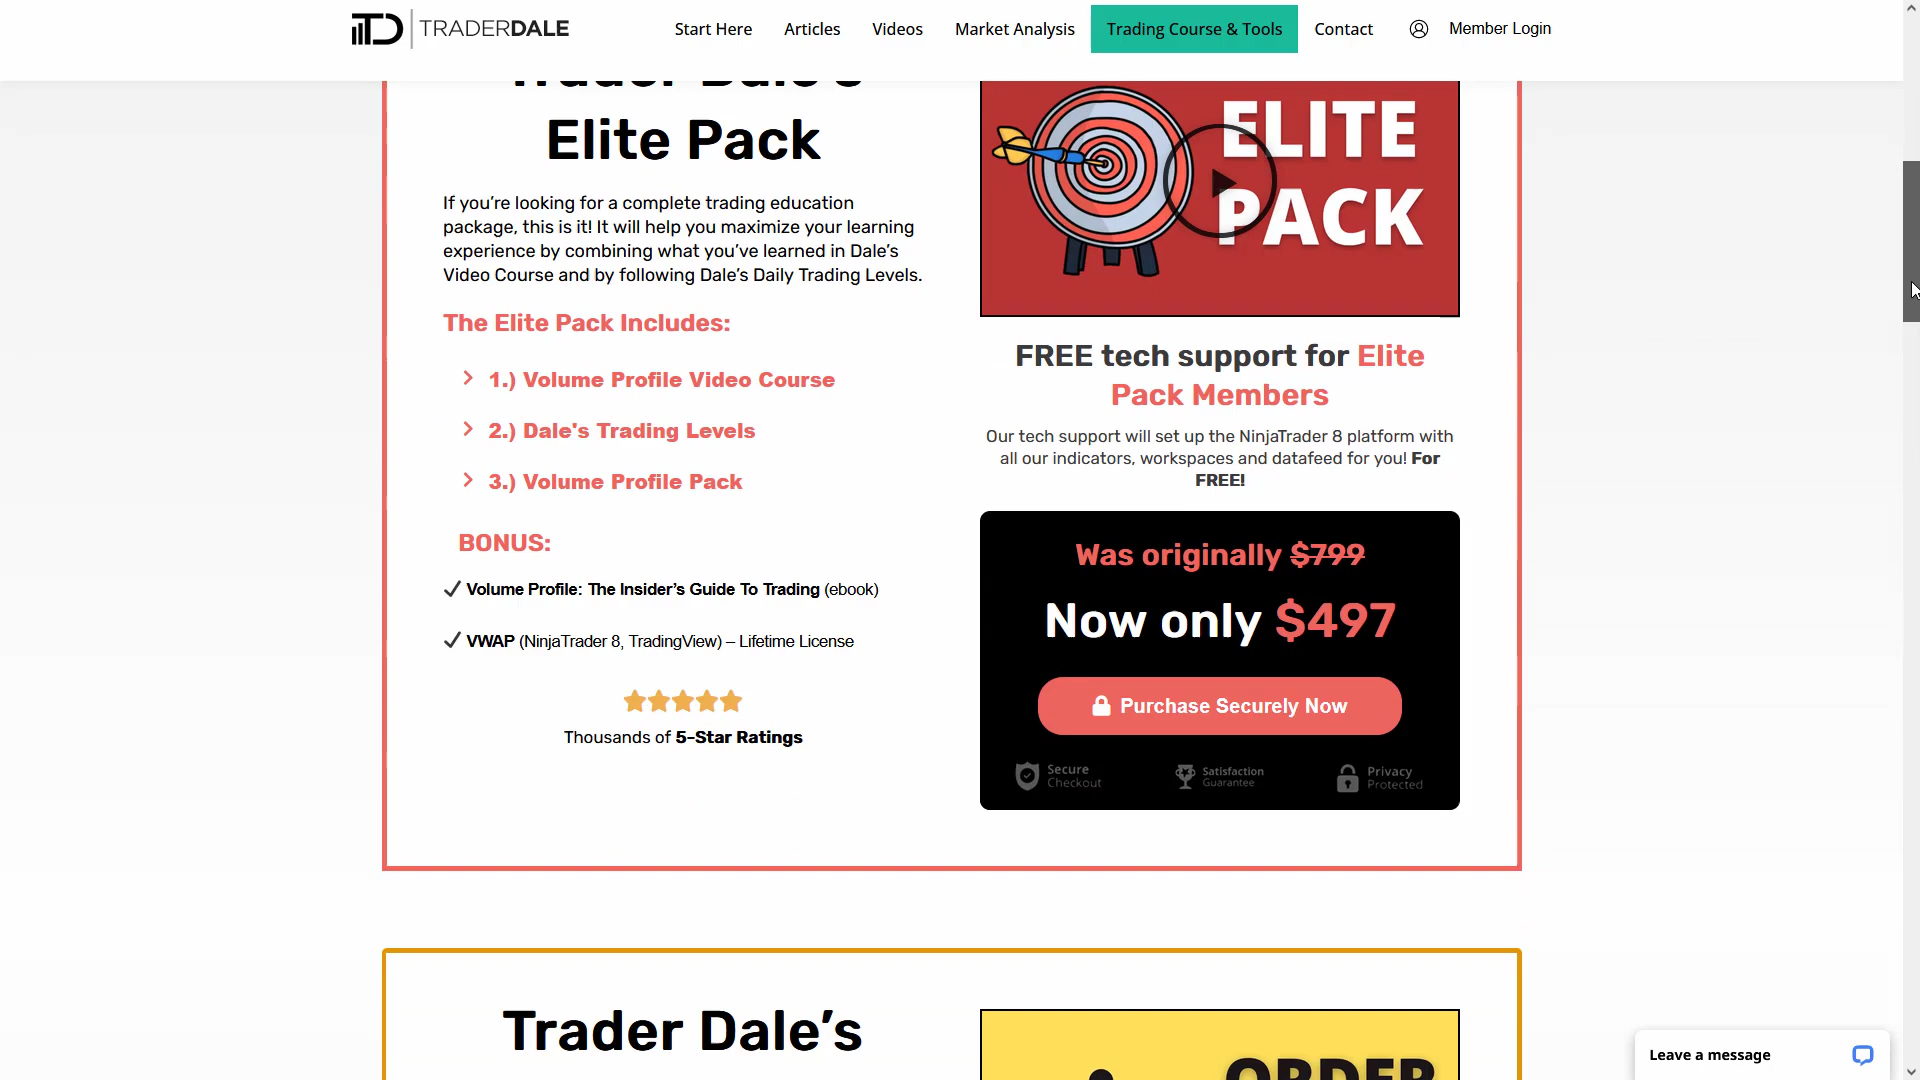 TD TRADERDALE
Start Here
Articles
Videos
Market Analysis
Trading Course & Tools
Contact
Member Login
Trader Dale's
Elite Pack
If you're looking for a complete trading education
package, this is it! It will help you maximize your learning
experience by combining what you've learned in Dale's
Video Course and by following Dale's Daily Trading Levels.
The Elite Pack Includes:
1.) Volume Profile Video Course
2.) Dale's Trading Levels
3.) Volume Profile Pack
BONUS:
Volume Profile: The Insider's Guide To Trading (ebook)
VWAP (NinjaTrader 8, TradingView) – Lifetime License
Thousands of 5-Star Ratings
ELITE
PACK
FREE tech support for Elite
Pack Members
Our tech support will set up the NinjaTrader 8 platform with
all our indicators, workspaces and datafeed for you! For
FREE!
Was originally $799
Now only $497
Purchase Securely Now
Secure
Checkout
Satisfaction
Guarantee
Privacy
Protected
Trader Dale's
ORDER
Leave a message